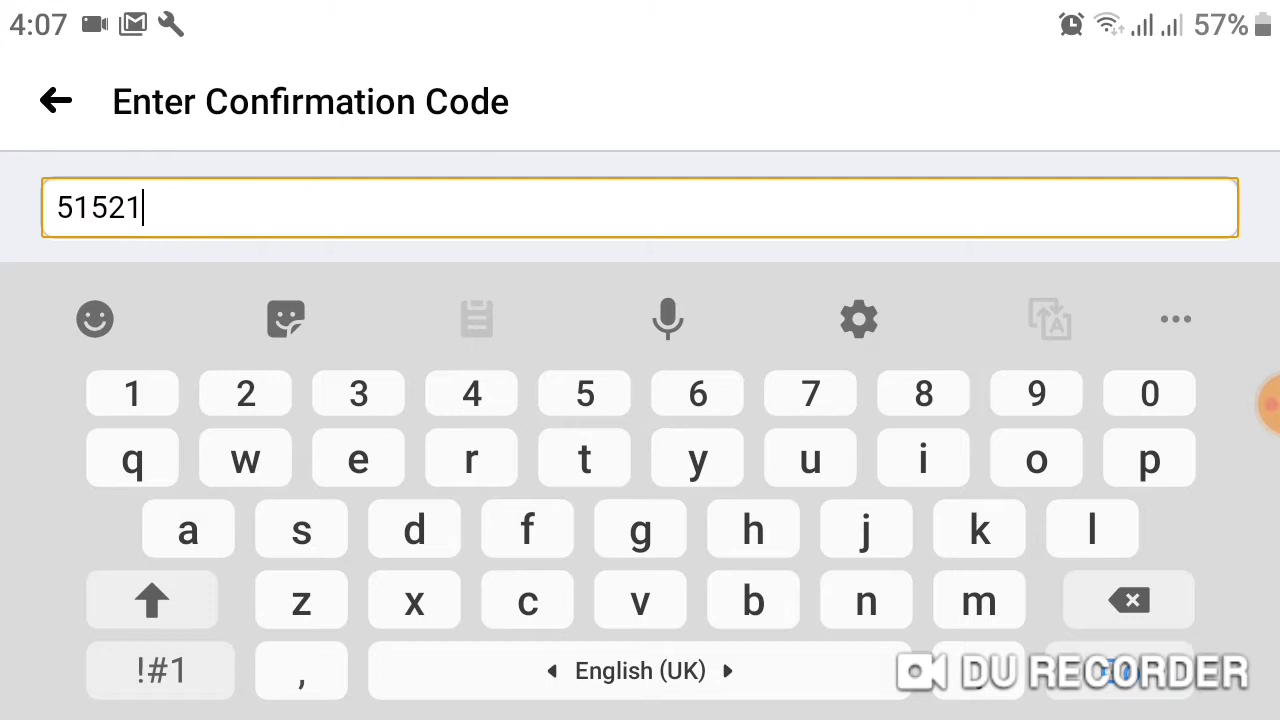 4:07
57%
Enter Confirmation Code
51521
1 2 3 4 5 6 7 8 9 0
q w e r t y u i o p
a s d f g h j k l
z x c v b n m
!#1 , English (UK)
DU RECORDER